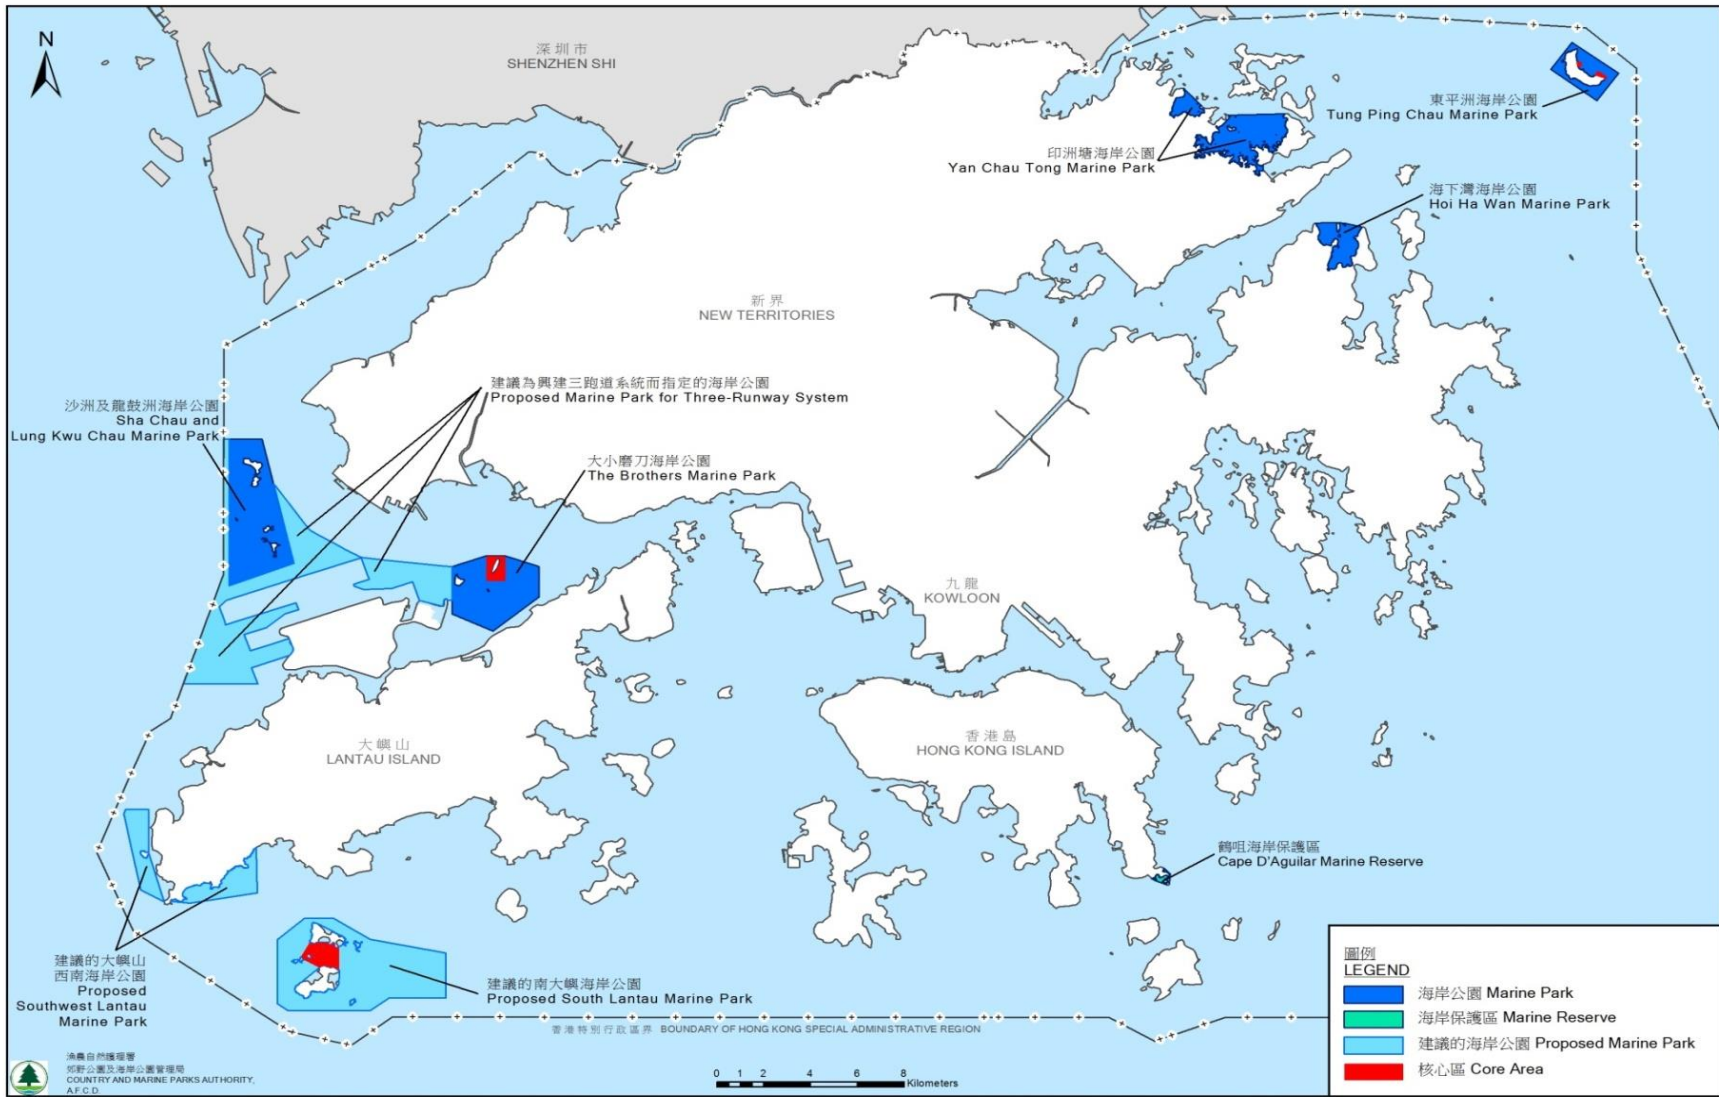 N
深圳市
SHENZHEN SHI
東平洲海岸公園
Tung Ping Chau Marine Park
印洲塘海岸公園
Yan Chau Tong Marine Park
海下灣海岸公園
Hoi Ha Wan Marine Park
新界
NEW TERRITORIES
建議為興建三跑道系統而指定的海岸公園
Proposed Marine Park for Three-Runway System
沙洲及龍鼓洲海岸公園
Sha Chau and
Lung Kwu Chau Marine Park
大小磨刀海岸公園
The Brothers Marine Park
九龍
KOWLOON
大嶼山
LANTAU ISLAND
香港島
HONG KONG ISLAND
鶴咀海岸保護區
Cape D'Aguilar Marine Reserve
建議的大嶼山
西南海岸公園
Proposed
Southwest Lantau
Marine Park
建議的南大嶼海岸公園
Proposed South Lantau Marine Park
香港特別行政區界 BOUNDARY OF HONG KONG SPECIAL ADMINISTRATIVE REGION
圖例
LEGEND
海岸公園 Marine Park
海岸保護區 Marine Reserve
建議的海岸公園 Proposed Marine Park
核心區 Core Area
漁農自然護理署
郊野公園及海岸公園管理局
COUNTRY AND MARINE PARKS AUTHORITY,
A.F.C.D.
0 1 2 4 6 8
Kilometers